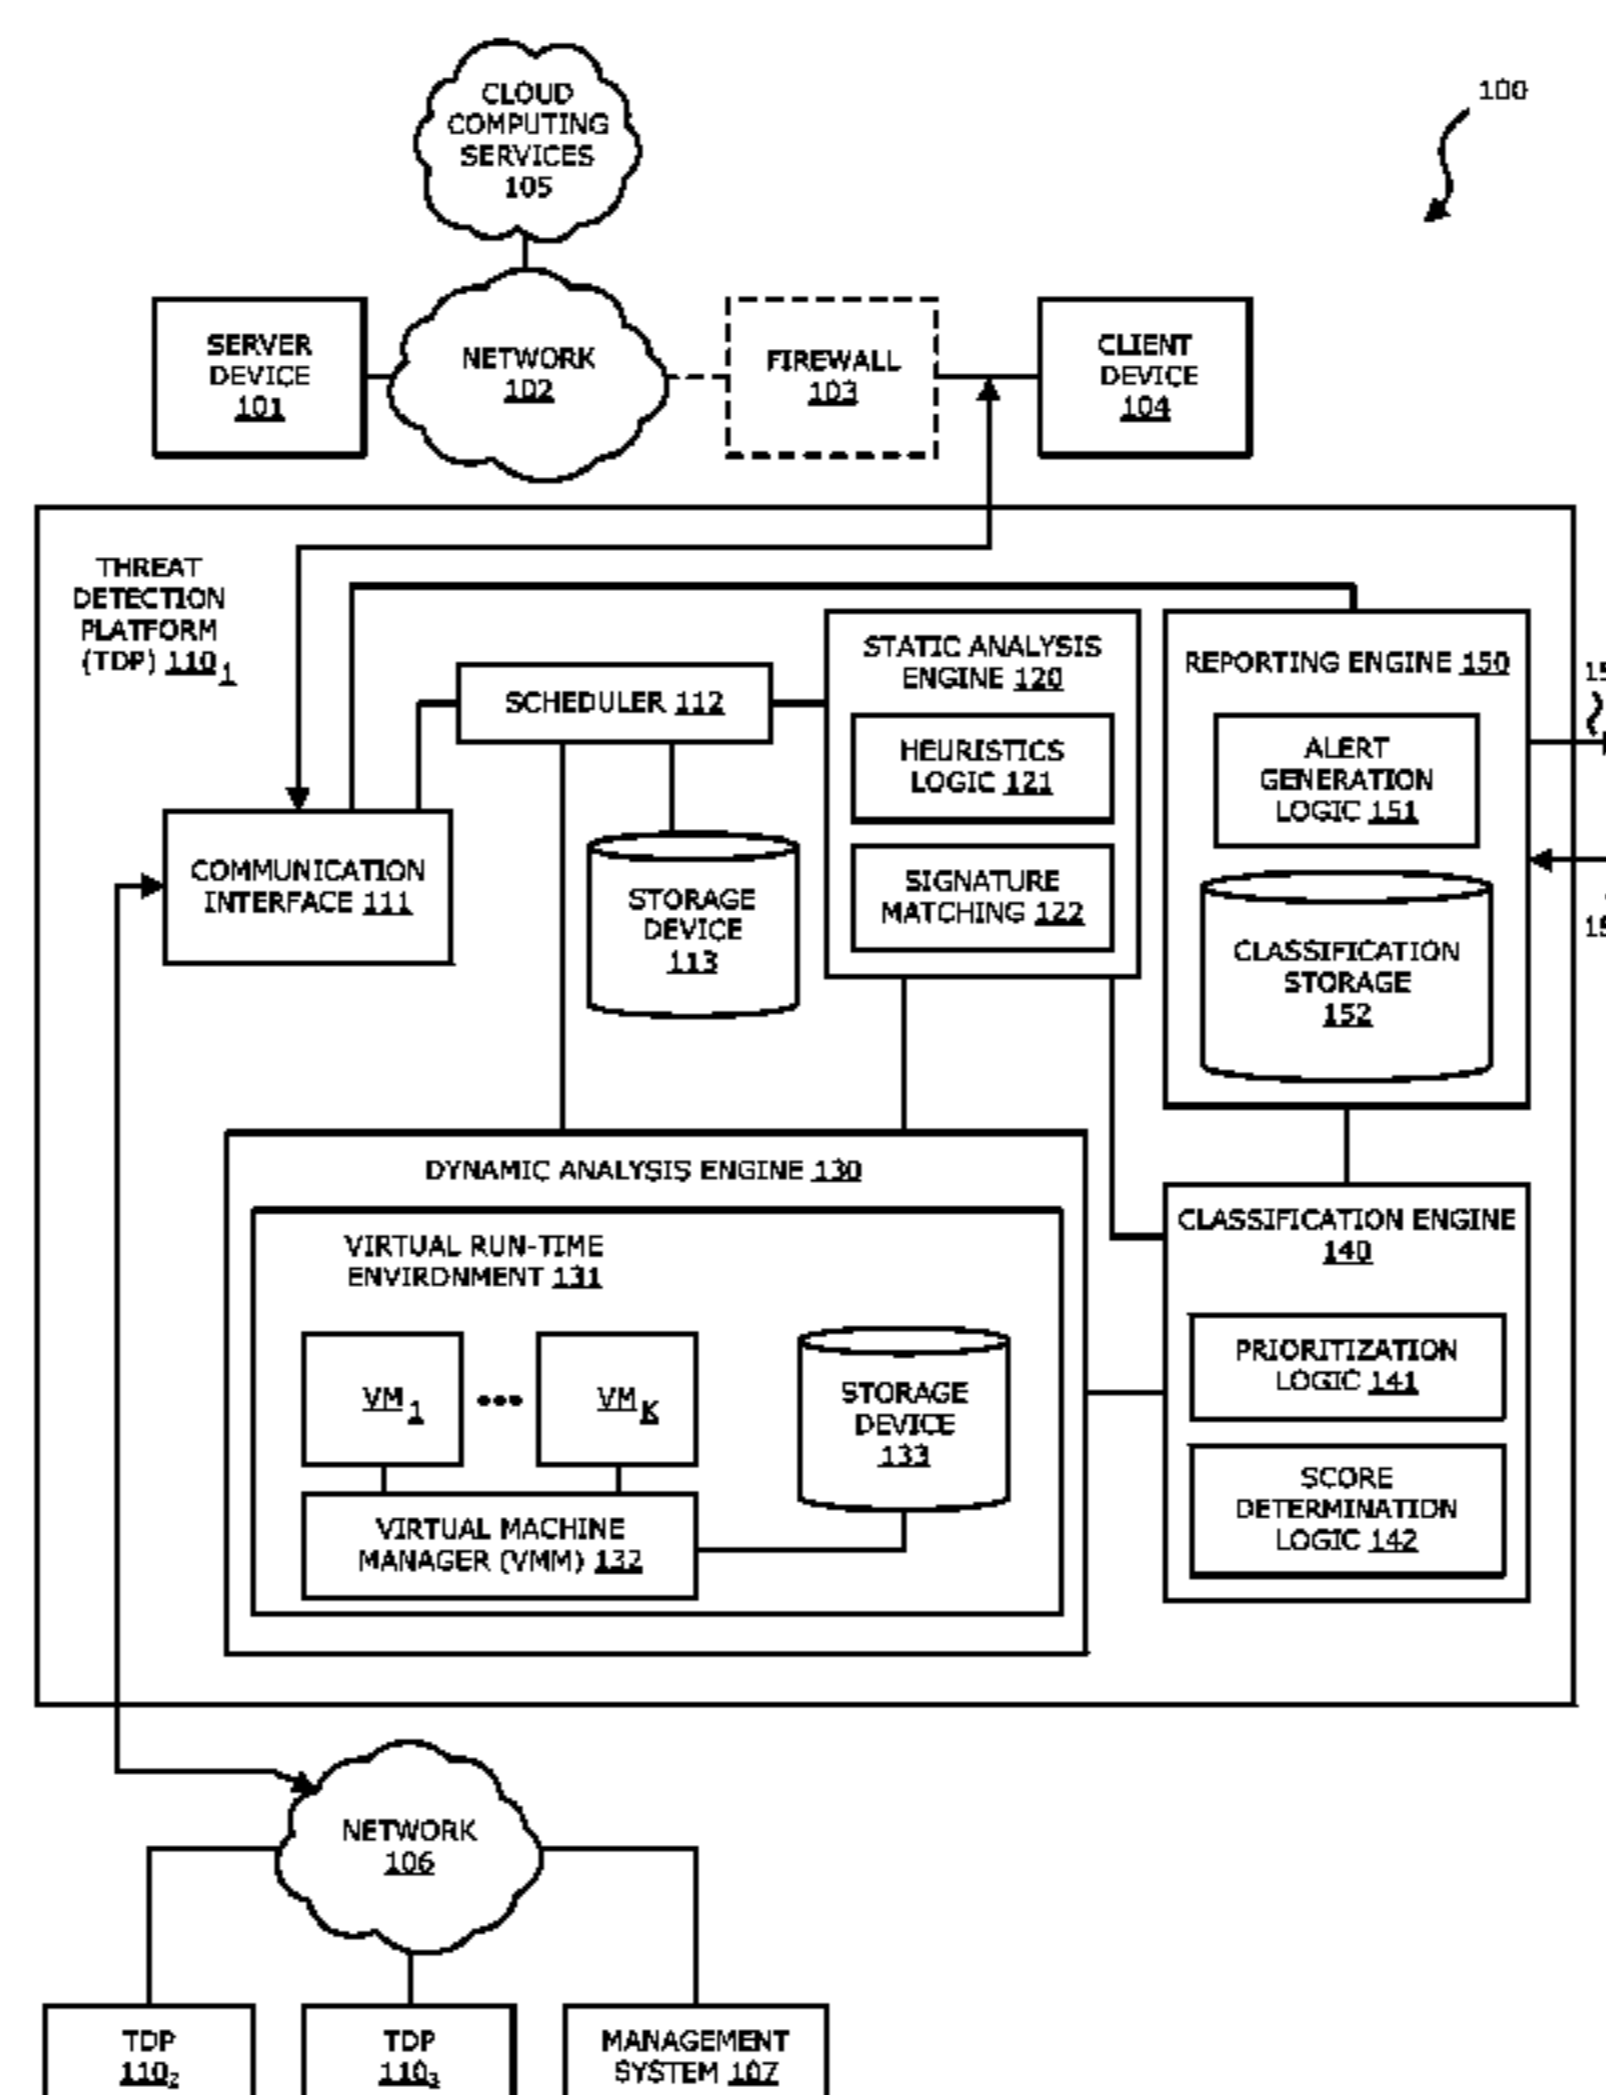 CLOUD
COMPUTING
SERVICES
105
100
SERVER
DEVICE
101
NETWORK
102
FIREWALL
103
CLIENT
DEVICE
104
THREAT
DETECTION
PLATFORM
(TDP) 110 1
SCHEDULER 112
STATIC ANALYSIS
ENGINE 120
HEURISTICS
LOGIC 121
SIGNATURE
MATCHING 122
REPORTING ENGINE 150
ALERT
GENERATION
LOGIC 151
CLASSIFICATION
STORAGE
152
COMMUNICATION
INTERFACE 111
STORAGE
DEVICE
113
DYNAMIC ANALYSIS ENGINE 130
VIRTUAL RUN-TIME
ENVIRONMENT 131
VM 1
•••
VM K
STORAGE
DEVICE
133
VIRTUAL MACHINE
MANAGER (VMM) 132
CLASSIFICATION ENGINE
140
PRIORITIZATION
LOGIC 141
SCORE
DETERMINATION
LOGIC 142
NETWORK
106
TDP
110₂
TDP
110₃
MANAGEMENT
SYSTEM 107